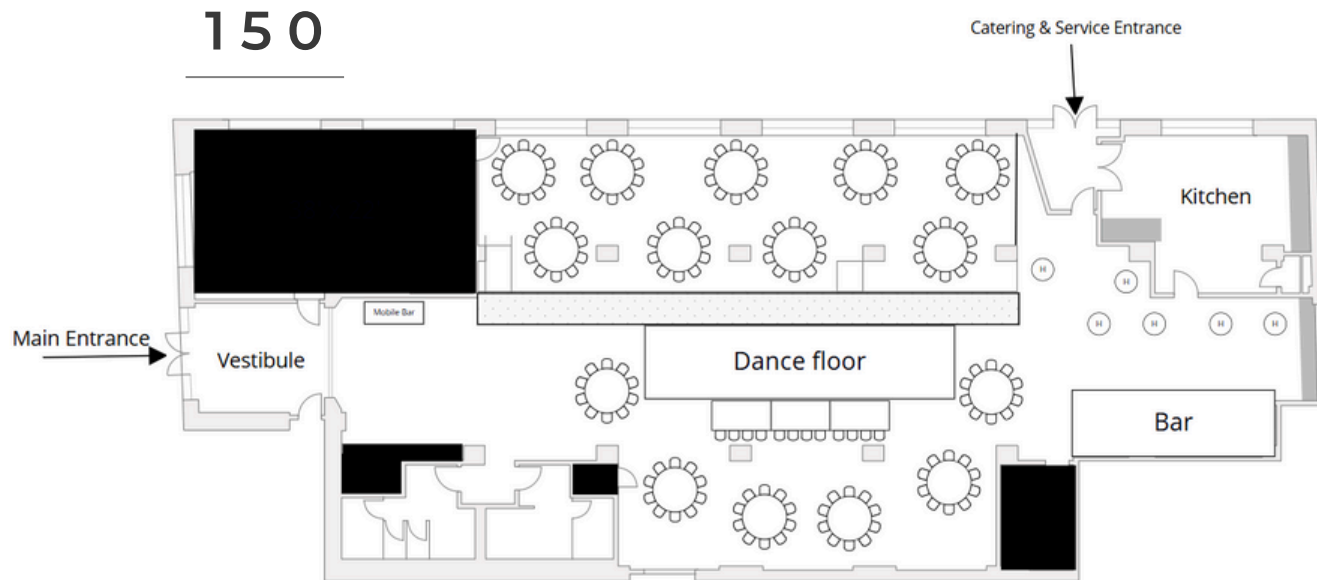 150
Catering & Service Entrance
Kitchen
H
H
Mobile Bar
H
H
H
H
Main Entrance
Vestibule
Dance floor
Bar